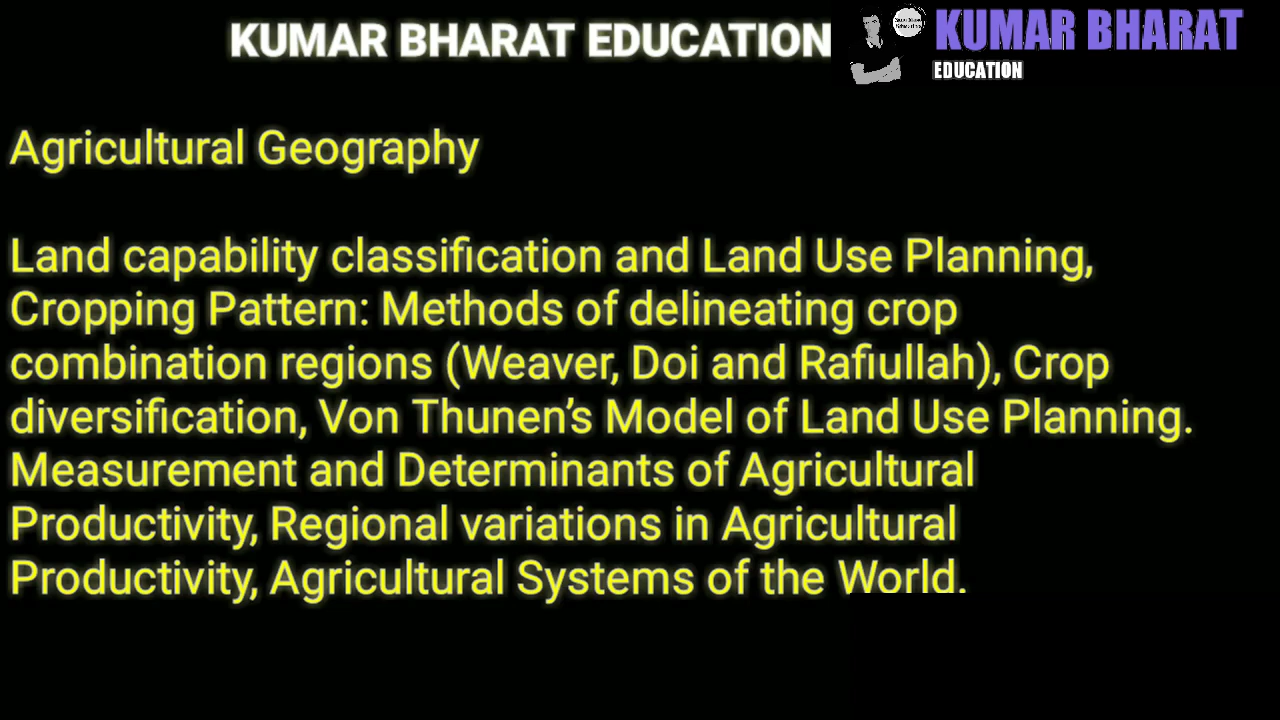 KUMAR BHARAT EDUCATION
KUMAR BHARAT
EDUCATION
Agricultural Geography
Land capability classification and Land Use Planning,
Cropping Pattern: Methods of delineating crop
combination regions (Weaver, Doi and Rafiullah), Crop
diversification, Von Thunen’s Model of Land Use Planning.
Measurement and Determinants of Agricultural
Productivity, Regional variations in Agricultural
Productivity, Agricultural Systems of the World.